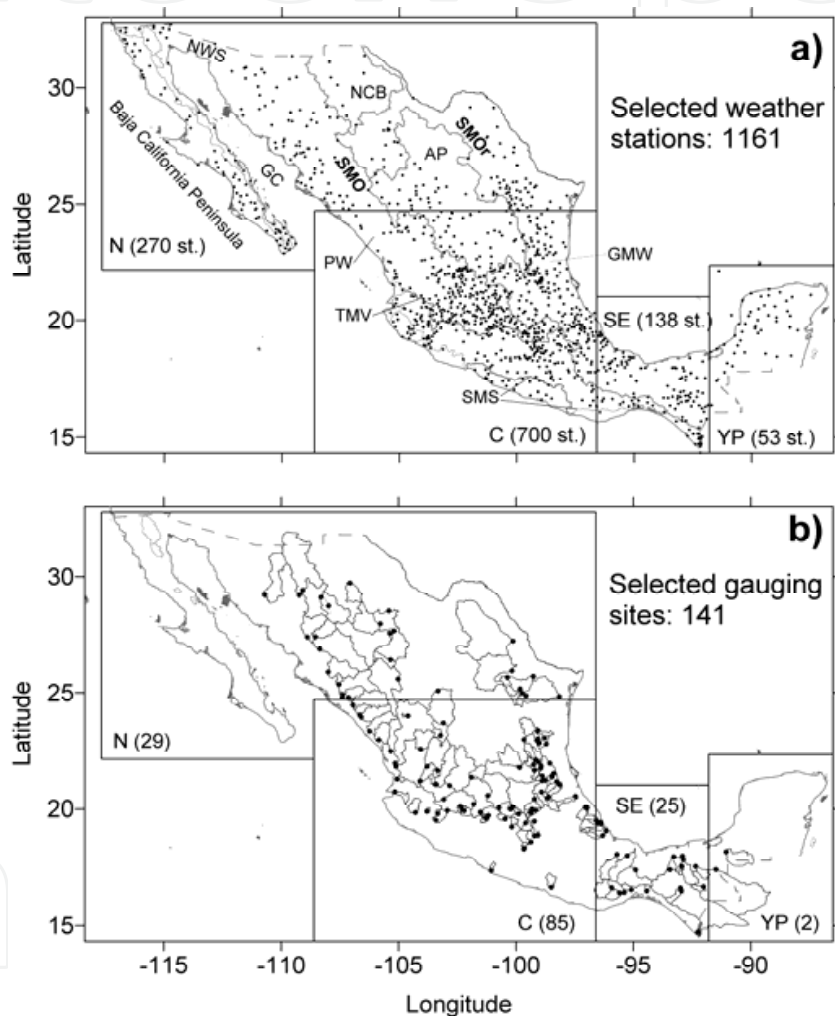 a)
NWS
30
NCB
Selected weather
stations: 1161
SMOr
Baja California Peninsula
GC
SMO
AP
Latitude
25
N (270 st.)
PW
GMW
TMV
20
SE (138 st.)
SMS
15
C (700 st.)
YP (53 st.)
b)
30
Selected gauging
sites: 141
Latitude
25
N (29)
20
SE (25)
15
C (85)
YP (2)
-115
-110
-105
-100
-95
-90
Longitude